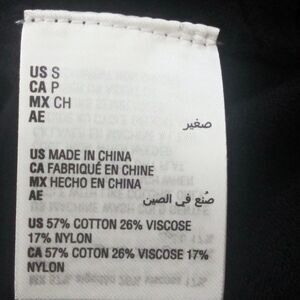 US S
CA P
MX CH
AE صغير
US MADE IN CHINA
CA FABRIQUÉ EN CHINE
MX HECHO EN CHINA
AE صُنع في الصين
US 57% COTTON 26% VISCOSE
17% NYLON
CA 57% COTON 26% VISCOSE 17%
NYLON